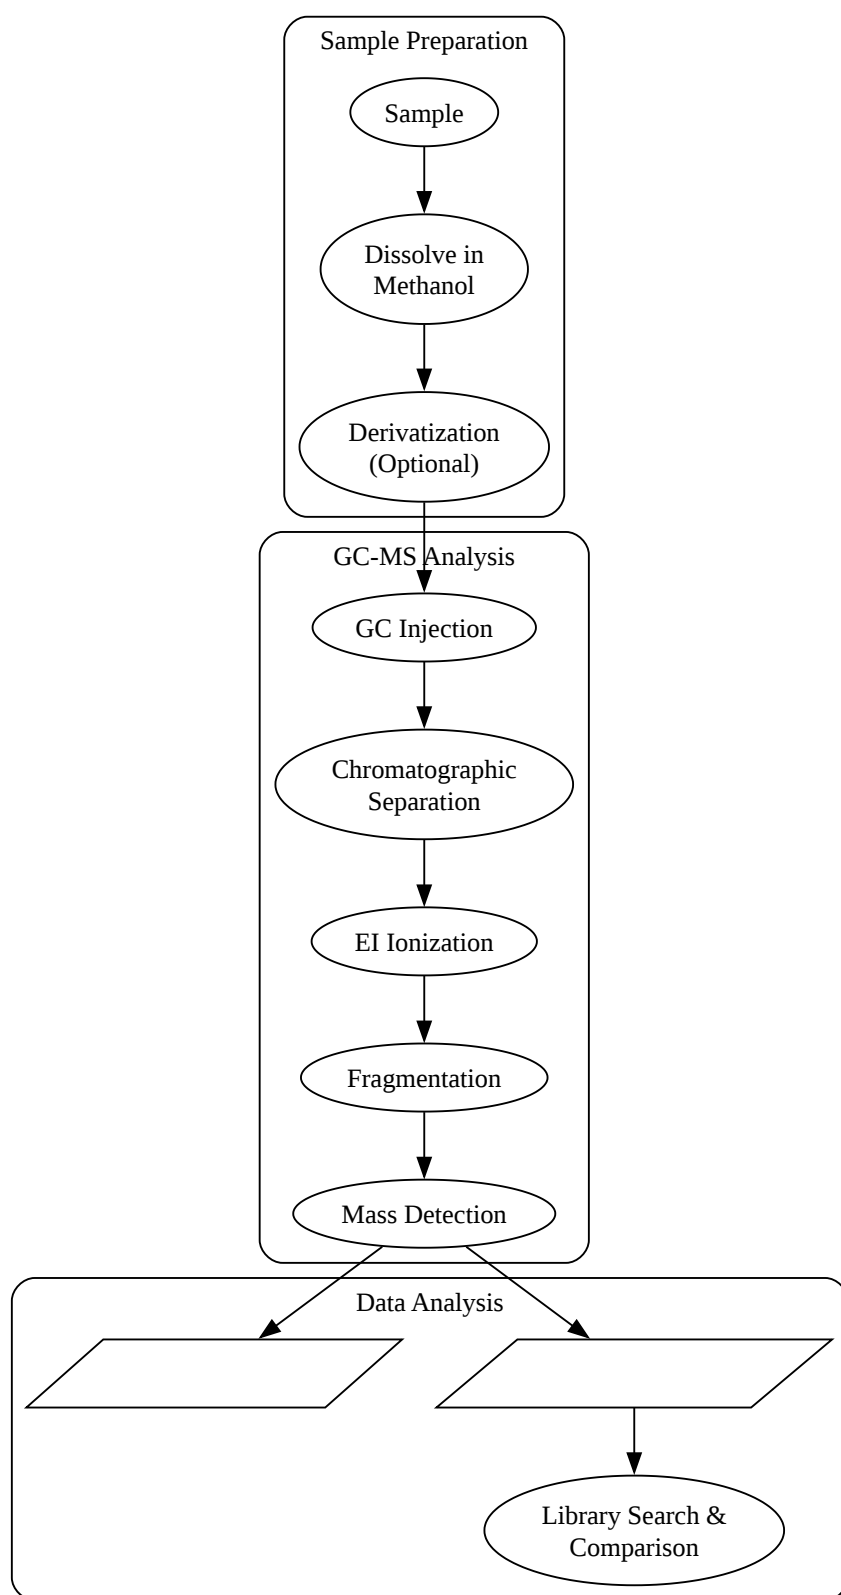 Sample Preparation
Sample
Dissolve in
Methanol
Derivatization
(Optional)
GC-MS Analysis
GC Injection
Chromatographic
Separation
EI Ionization
Fragmentation
Mass Detection
Data Analysis
Library Search &
Comparison